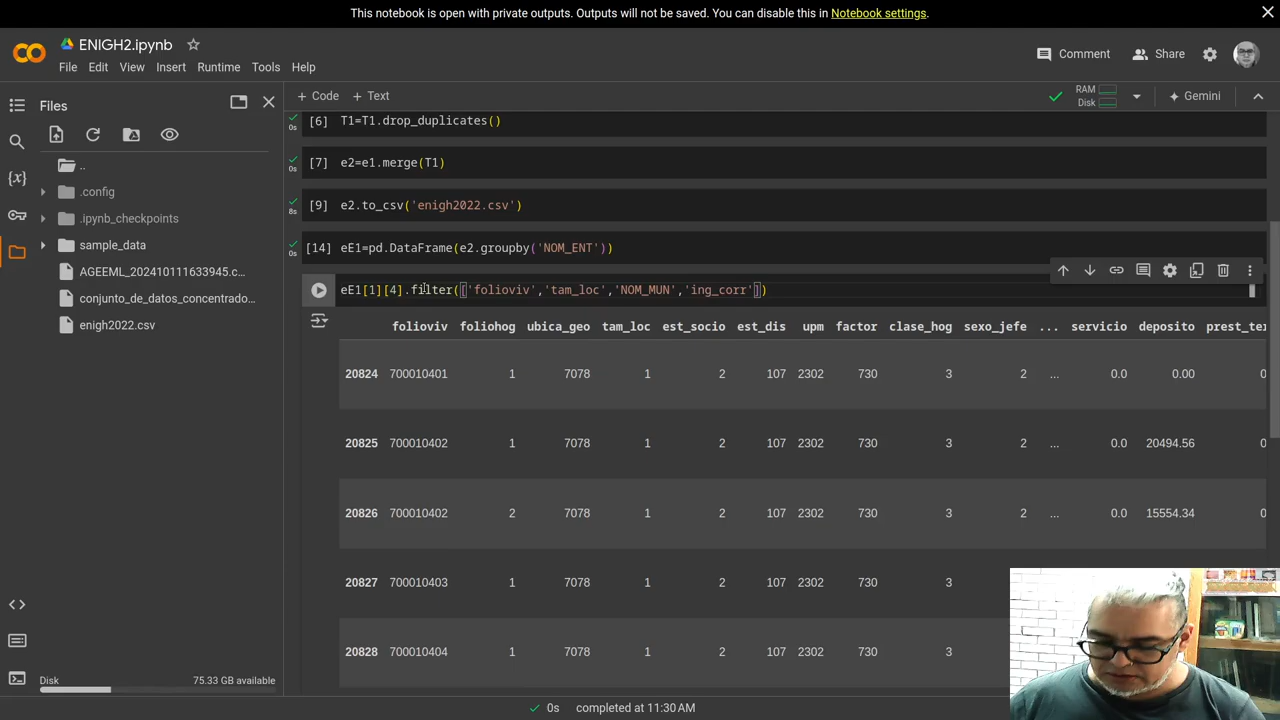 This notebook is open with private outputs. Outputs will not be saved. You can disable this in Notebook settings.
ENIGH2.ipynb
File Edit View Insert Runtime Tools Help
Comment Share
Files
+ Code + Text
RAM
Disk
Gemini
..
.config
.ipynb_checkpoints
sample_data
AGEEML_202410111633945.c...
conjunto_de_datos_concentrado...
enigh2022.csv
0s [6] T1=T1.drop_duplicates()
0s [7] e2=e1.merge(T1)
8s [9] e2.to_csv('enigh2022.csv')
0s [14] eE1=pd.DataFrame(e2.groupby('NOM_ENT'))
eE1[1][4].filter(['folioviv','tam_loc','NOM_MUN','ing_corr'])
folioviv foliohog ubica_geo tam_loc est_socio est_dis upm factor clase_hog sexo_jefe ... servicio deposito prest_ter
20824 700010401 1 7078 1 2 107 2302 730 3 2 ... 0.0 0.00 0
20825 700010402 1 7078 1 2 107 2302 730 3 2 ... 0.0 20494.56 0
20826 700010402 2 7078 1 2 107 2302 730 3 2 ... 0.0 15554.34 0
20827 700010403 1 7078 1 2 107 2302 730 3
20828 700010404 1 7078 1 2 107 2302 730 3
Disk 75.33 GB available
0s completed at 11:30 AM